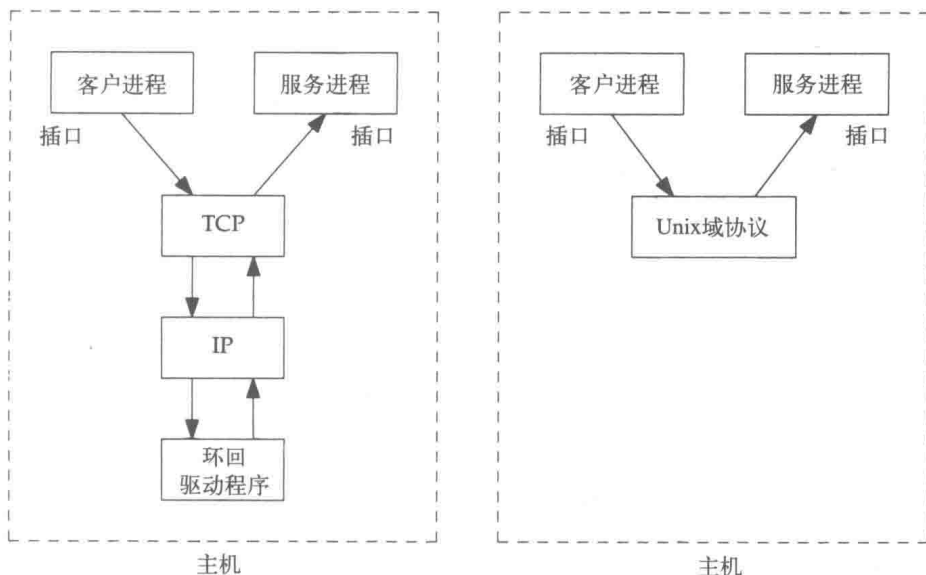 客户进程
服务进程
插口
插口
TCP
IP
环回
驱动程序
主机
客户进程
服务进程
插口
插口
Unix域协议
主机